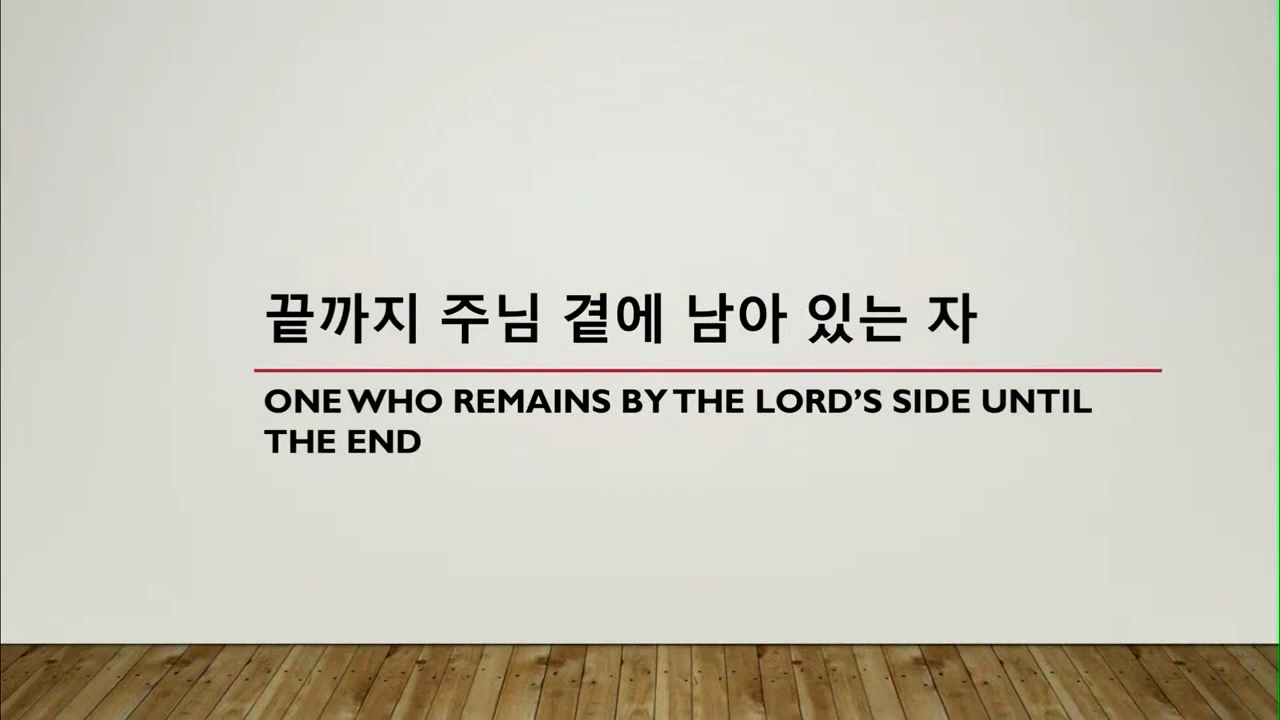 끝까지 주님 곁에 남아 있는 자
ONE WHO REMAINS BY THE LORD’S SIDE UNTIL
THE END